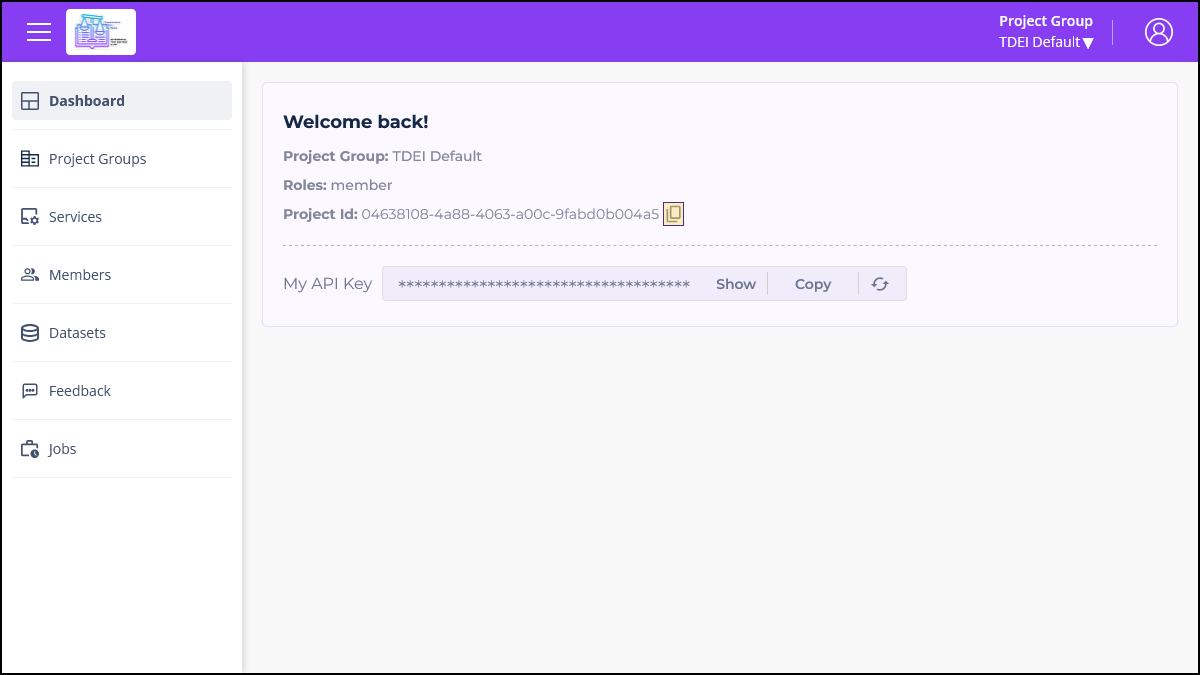 Project Group
TDEI Default ▼
Dashboard
Project Groups
Services
Members
Datasets
Feedback
Jobs
Welcome back!
Project Group: TDEI Default
Roles: member
Project Id: 04638108-4a88-4063-a00c-9fabd0b004a5
My API Key ************************************ Show Copy